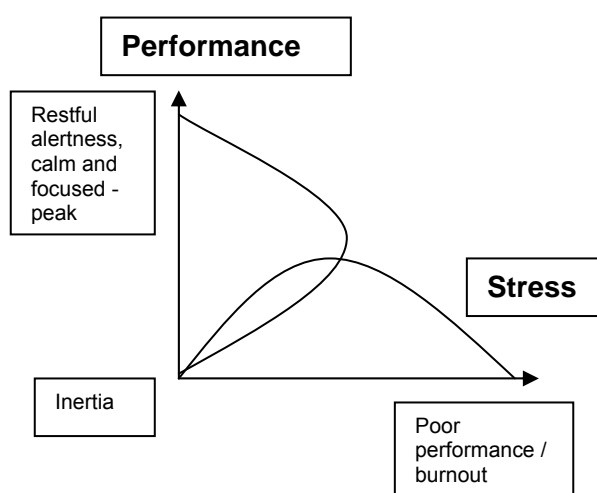 Performance
Restful
alertness,
calm and
focused -
peak
Stress
Inertia
Poor
performance /
burnout